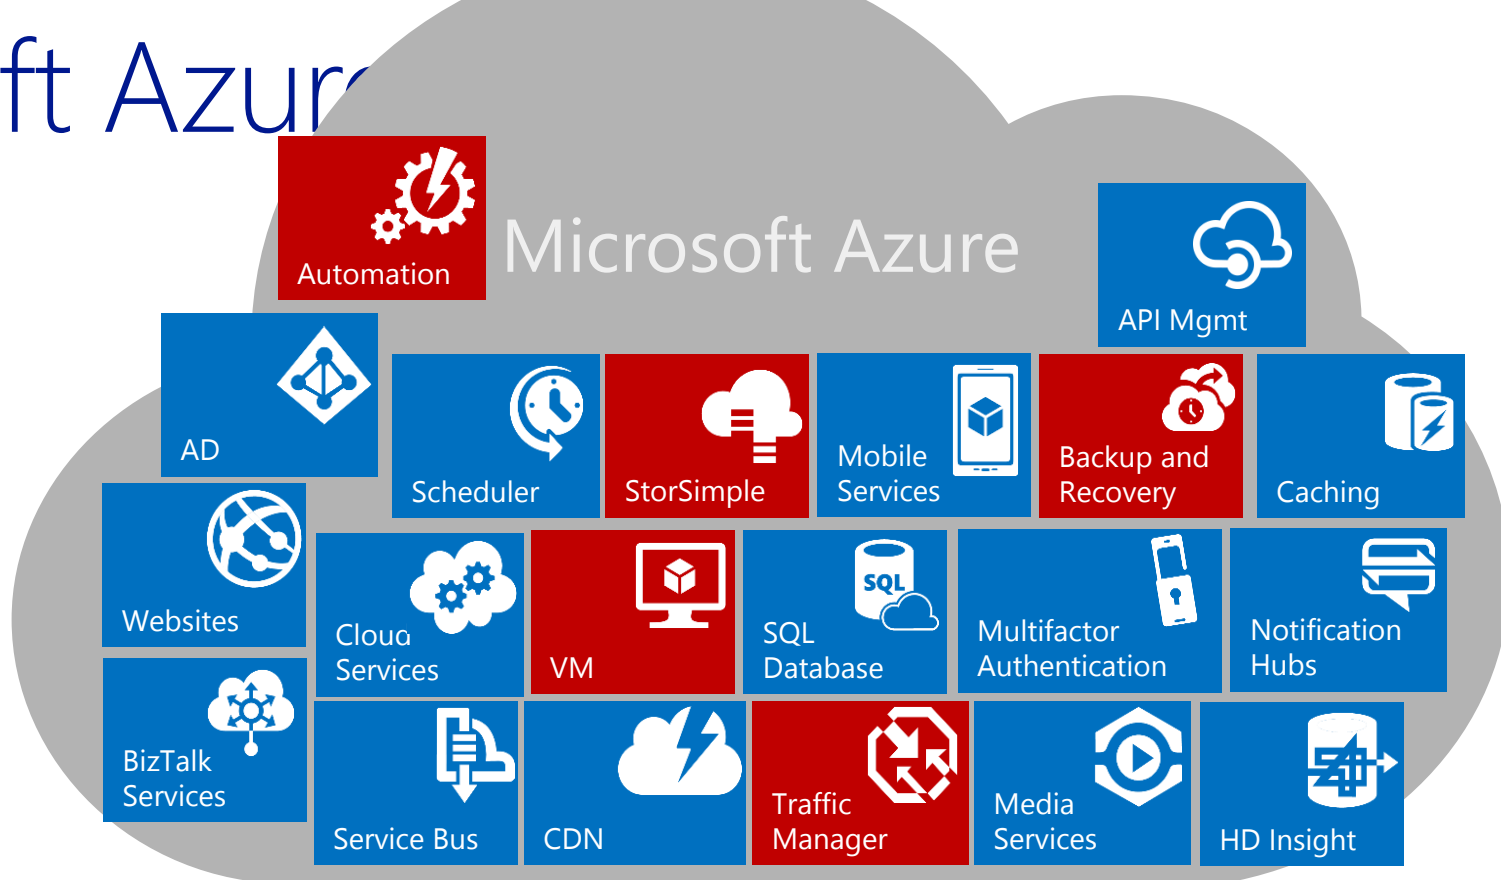 ft Azure
Microsoft Azure
Automation
API Mgmt
AD
Scheduler
StorSimple
Mobile
Services
Backup and
Recovery
Caching
Websites
Cloud
Services
VM
SQL
SQL
Database
Multifactor
Authentication
Notification
Hubs
BizTalk
Services
Service Bus
CDN
Traffic
Manager
Media
Services
HD Insight